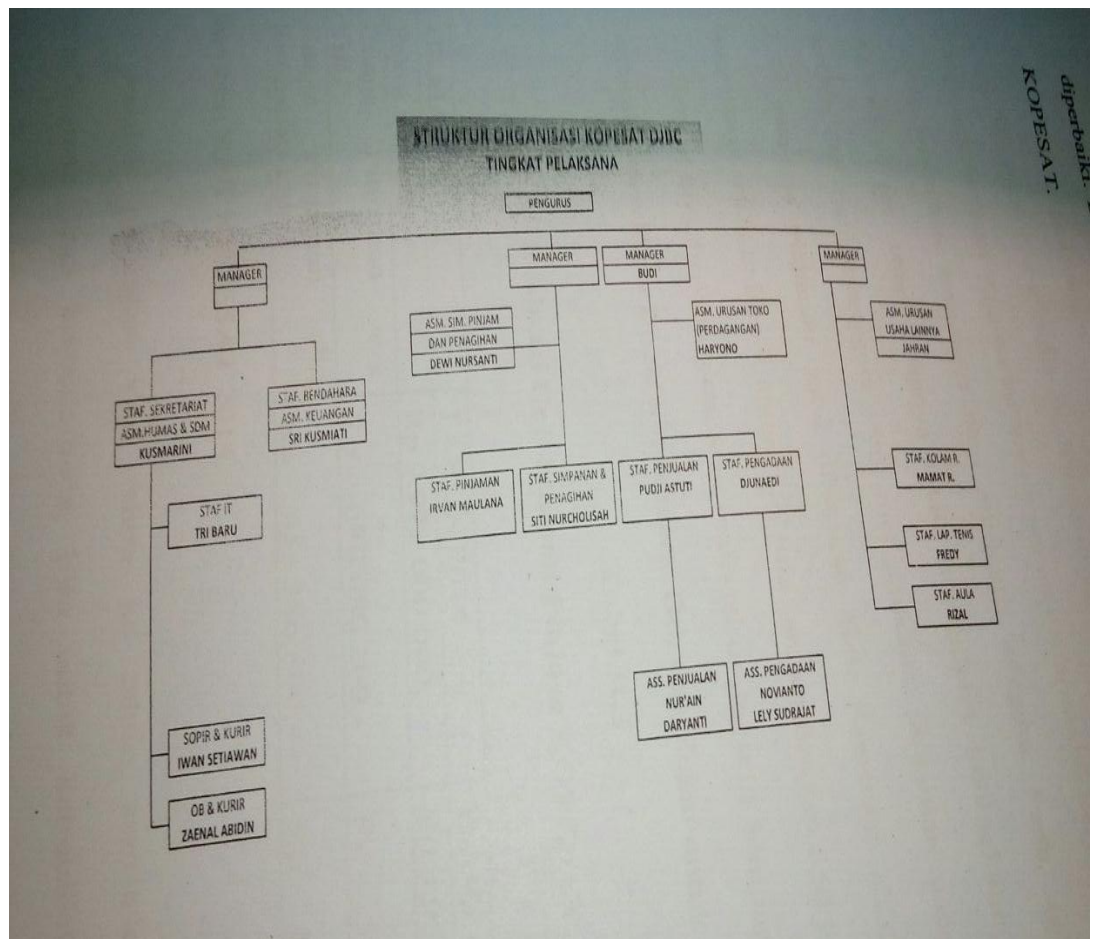 diperbaiki.
KOPESAT.
STRUKTUR ORGANISASI KOPESAT DJBC
TINGKAT PELAKSANA
PENGURUS
MANAGER
MANAGER
MANAGER
BUDI
MANAGER
ASM. SIM. PINJAM
DAN PENAGIHAN
DEWI NURSANTI
ASM. URUSAN TOKO
(PERDAGANGAN)
HARYONO
ASM. URUSAN
USAHA LAINNYA
JAHRAN
STAF. SEKRETARIAT
ASM.HUMAS & SDM
KUSMARINI
STAF. BENDAHARA
ASM. KEUANGAN
SRI KUSMIATI
STAF. PINJAMAN
IRVAN MAULANA
STAF. SIMPANAN &
PENAGIHAN
SITI NURCHOLISAH
STAF. PENJUALAN
PUDJI ASTUTI
STAF. PENGADAAN
DJUNAEDI
STAF. KOLAM R.
MAMAT R.
STAF IT
TRI BARU
STAF. LAP. TENIS
FREDY
STAF. AULA
RIZAL
ASS. PENJUALAN
NUR'AIN
DARYANTI
ASS. PENGADAAN
NOVIANTO
LELY SUDRAJAT
SOPIR & KURIR
IWAN SETIAWAN
OB & KURIR
ZAENAL ABIDIN